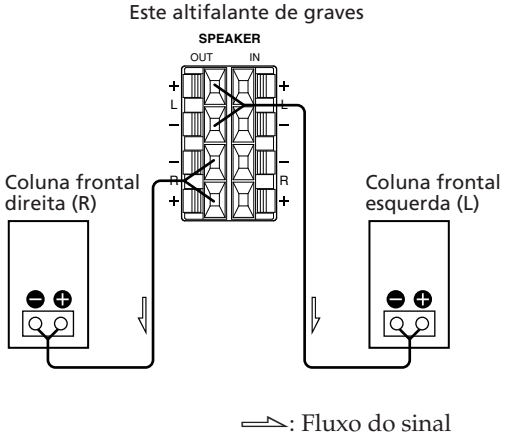 Este altifalante de graves
SPEAKER
OUT IN
+ +
L L
– –
– –
R R
+ +
Coluna frontal
direita (R)
Coluna frontal
esquerda (L)
– +
– +
: Fluxo do sinal